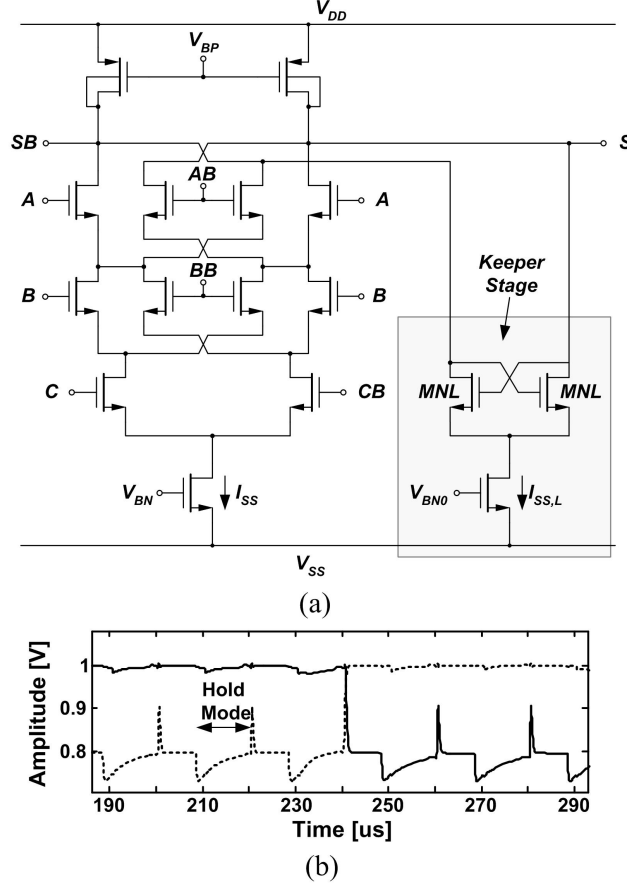 V_DD
V_BP
SB
S
AB
A
A
BB
B
B
Keeper
Stage
C
CB
MNL
MNL
V_BN
I_SS
V_BN0
I_SS,L
V_SS
(a)
Amplitude [V]
1
0.9
0.8
Hold
Mode
190 210 230 250 270 290
Time [us]
(b)